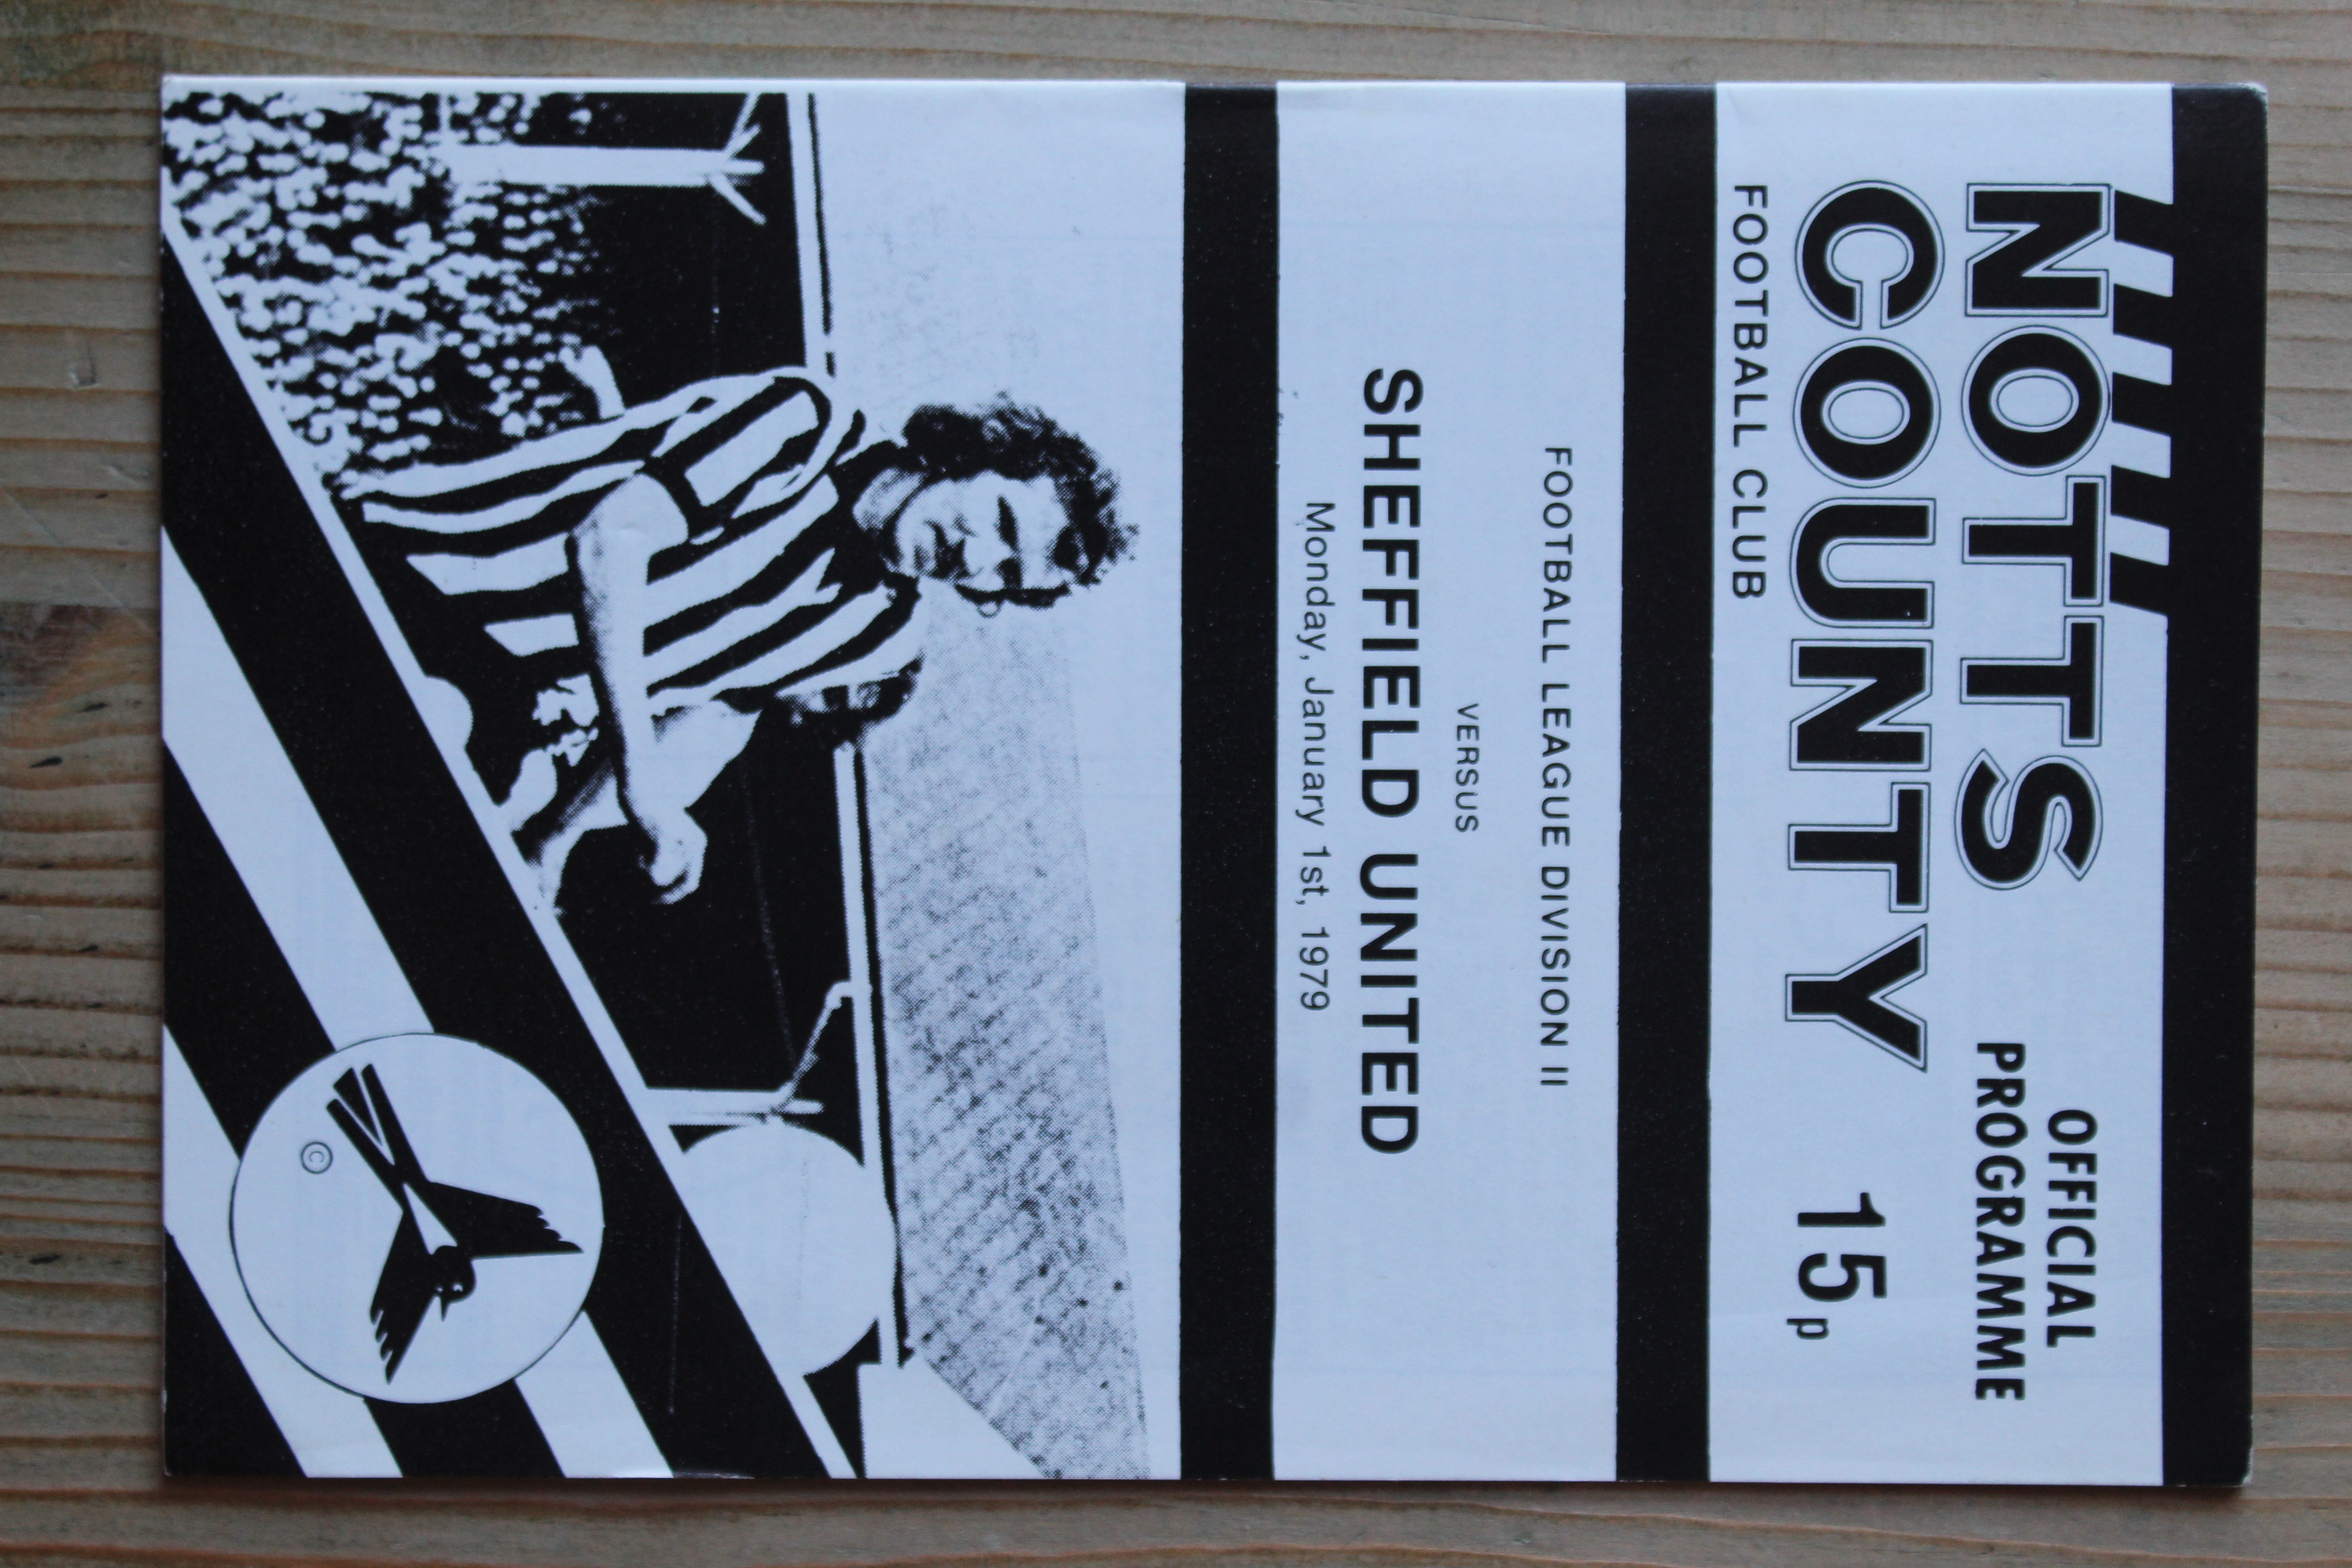 NOTTS
COUNTY
FOOTBALL CLUB
OFFICIAL
PROGRAMME
15p
FOOTBALL LEAGUE DIVISION II
VERSUS
SHEFFIELD UNITED
Monday, January 1st, 1979
©